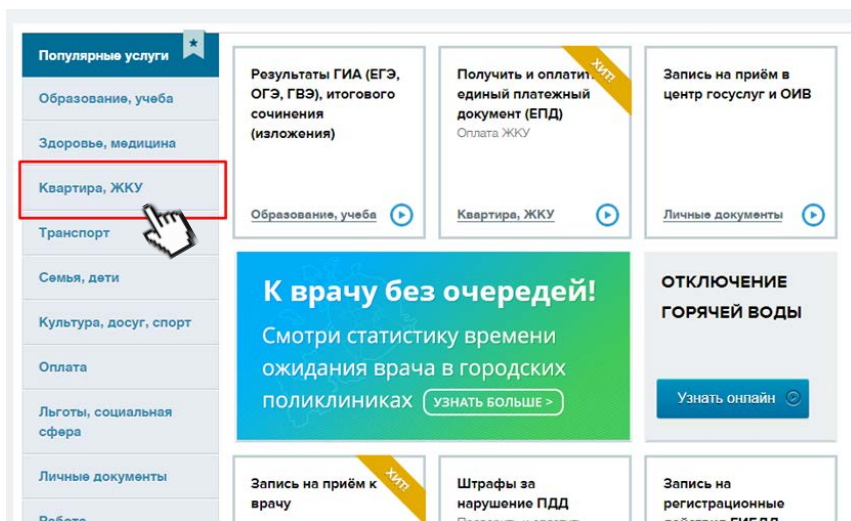 Популярные услуги
Образование, учеба
Здоровье, медицина
Квартира, ЖКУ
Транспорт
Семья, дети
Культура, досуг, спорт
Оплата
Льготы, социальная
сфера
Личные документы
Работа
Результаты ГИА (ЕГЭ,
ОГЭ, ГВЭ), итогового
сочинения
(изложения)
Образование, учеба
ХИТ!
Получить и оплатить
единый платежный
документ (ЕПД)
Оплата ЖКУ
Квартира, ЖКУ
Запись на приём в
центр госуслуг и ОИВ
Личные документы
К врачу без очередей!
Смотри статистику времени
ожидания врача в городских
поликлиниках УЗНАТЬ БОЛЬШЕ >
ОТКЛЮЧЕНИЕ
ГОРЯЧЕЙ ВОДЫ
Узнать онлайн
ХИТ!
Запись на приём к
врачу
Штрафы за
нарушение ПДД
Запись на
регистрационные
действия ГИБДД